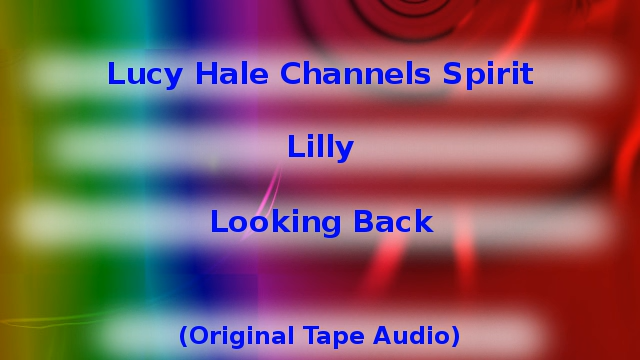 Lucy Hale Channels Spirit
Lilly
Looking Back
(Original Tape Audio)